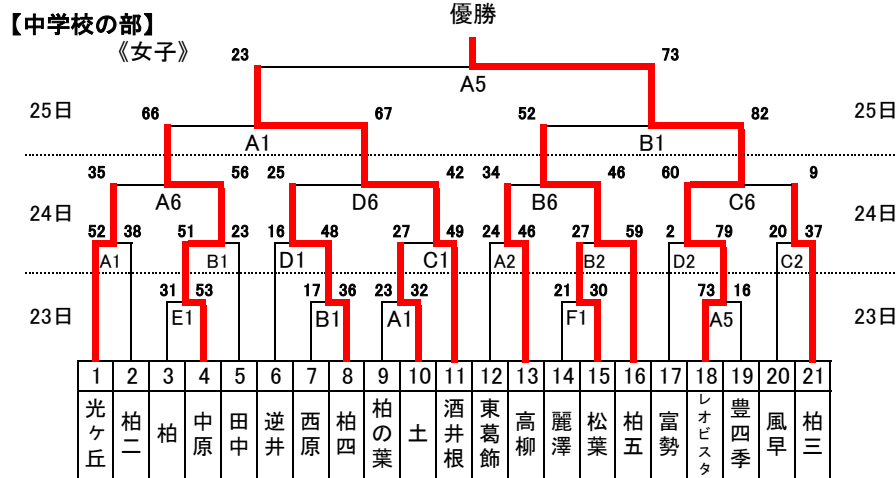 【中学校の部】
優勝
《女子》
23 73
A5
25日 66 67 52 82 25日
A1 B1
35 56 25 42 34 46 60 9
A6 D6 B6 C6
24日 24日
52 38 51 23 16 48 27 49 24 46 27 59 2 79 20 37
A1 B1 D1 C1 A2 B2 D2 C2
31 53 17 36 23 32 21 30 73 16
23日 E1 B1 A1 F1 A5 23日
1 2 3 4 5 6 7 8 9 10 11 12 13 14 15 16 17 18 19 20 21
光ヶ丘 柏二 柏 中原 田中 逆井 西原 柏四 柏の葉 土 酒井根 東葛飾 高柳 麗澤 松葉 柏五 富勢 レオビスタ 豊四季 風早 柏三